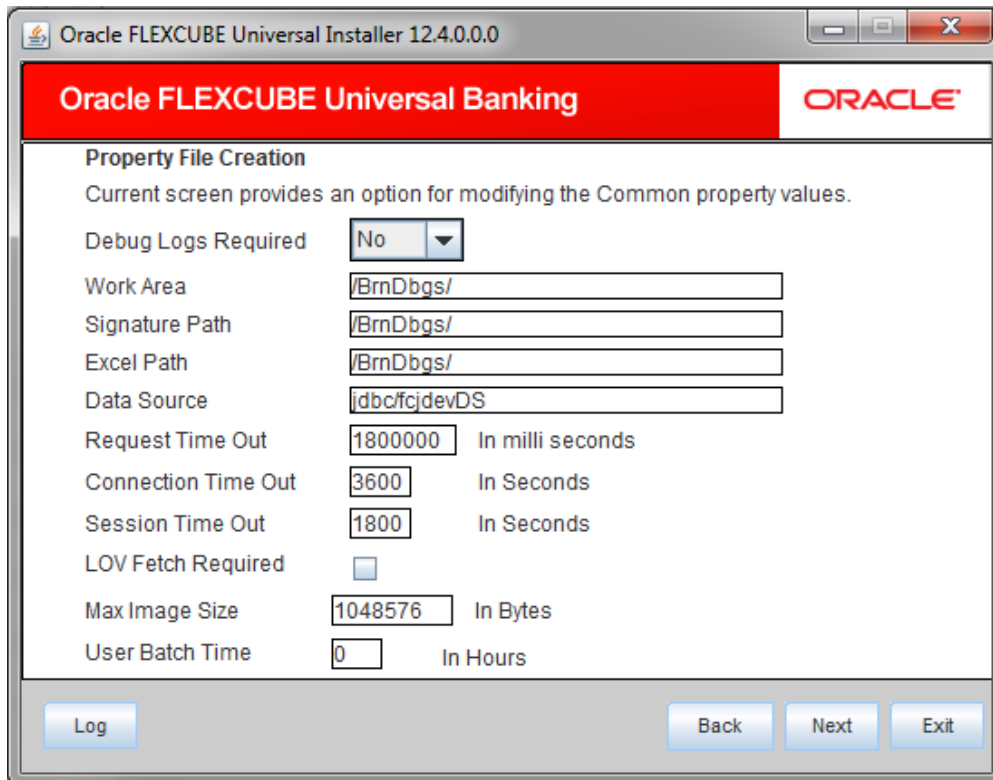 Oracle FLEXCUBE Universal Installer 12.4.0.0.0
Oracle FLEXCUBE Universal Banking
ORACLE
Property File Creation
Current screen provides an option for modifying the Common property values.
Debug Logs Required No
Work Area /BrnDbgs/
Signature Path /BrnDbgs/
Excel Path /BrnDbgs/
Data Source jdbc/fcjdevDS
Request Time Out 1800000 In milli seconds
Connection Time Out 3600 In Seconds
Session Time Out 1800 In Seconds
LOV Fetch Required
Max Image Size 1048576 In Bytes
User Batch Time 0 In Hours
Log Back Next Exit